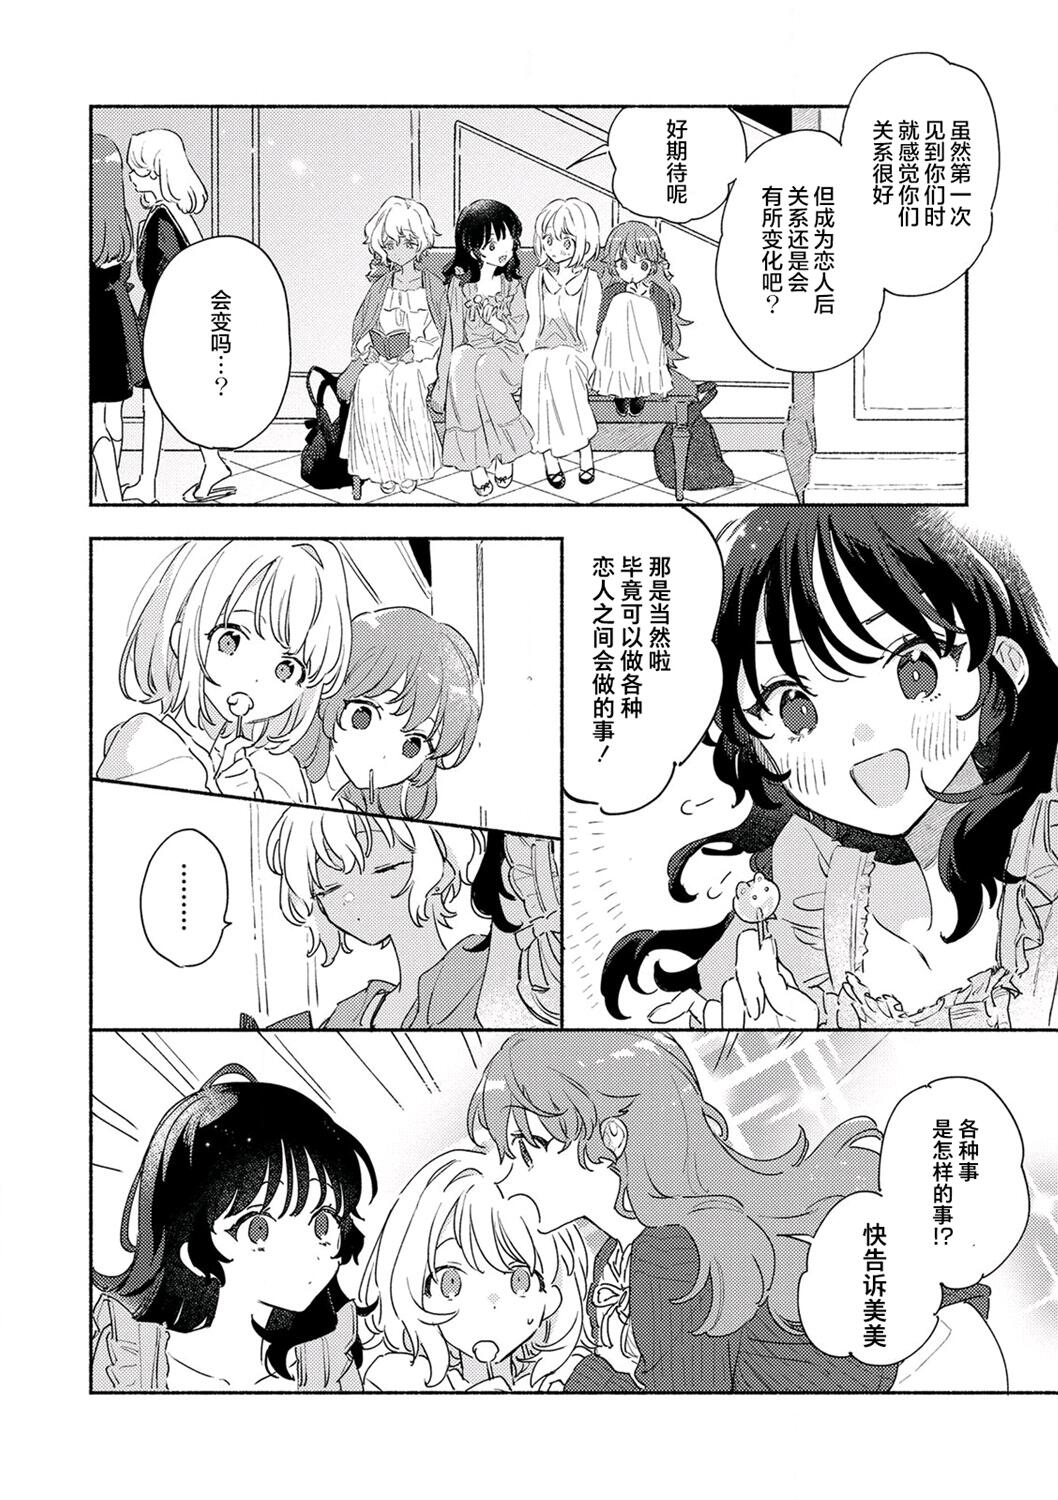 虽然第一次
见到你们时
就感觉你们
关系很好
但成为恋人后
关系还是会
有所变化吧？
好期待呢
会变吗…？
那是当然啦
毕竟可以做各种
恋人之间会做的事！
………
各种事
是怎样的事!?
快告诉美美